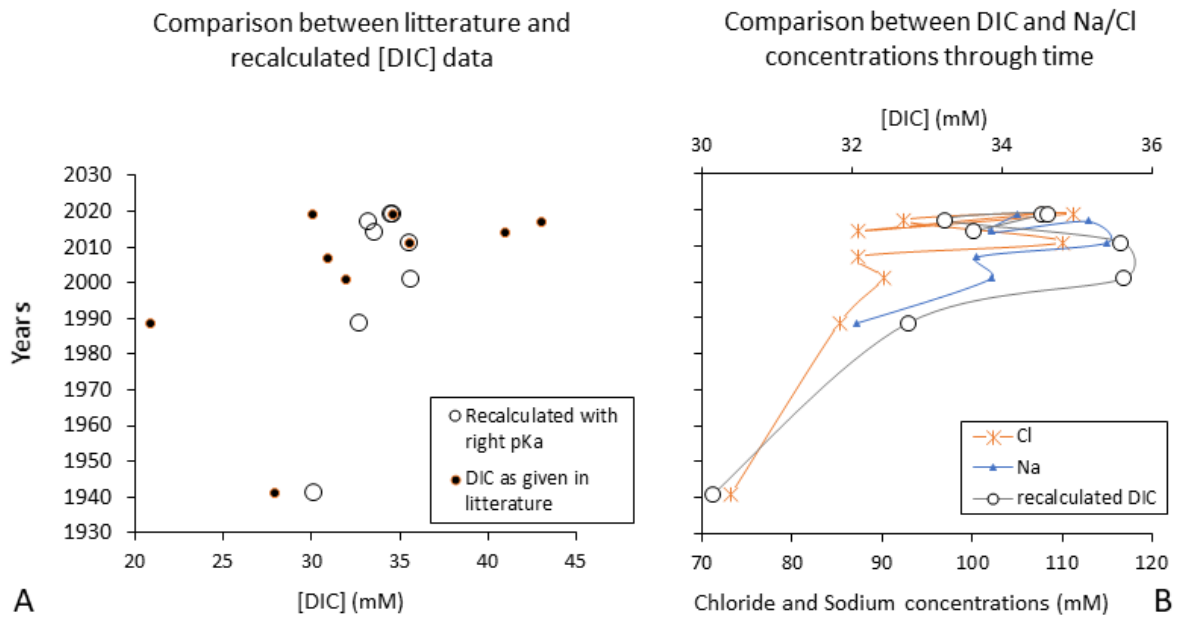 Comparison between litterature and
recalculated [DIC] data
Years
2030
2020
2010
2000
1990
1980
1970
1960
1950
1940
1930
20
25
30
35
40
45
[DIC] (mM)
Recalculated with
right pKa
DIC as given in
litterature
A
Comparison between DIC and Na/Cl
concentrations through time
[DIC] (mM)
30
32
34
36
Cl
Na
recalculated DIC
70
80
90
100
110
120
Chloride and Sodium concentrations (mM)
B